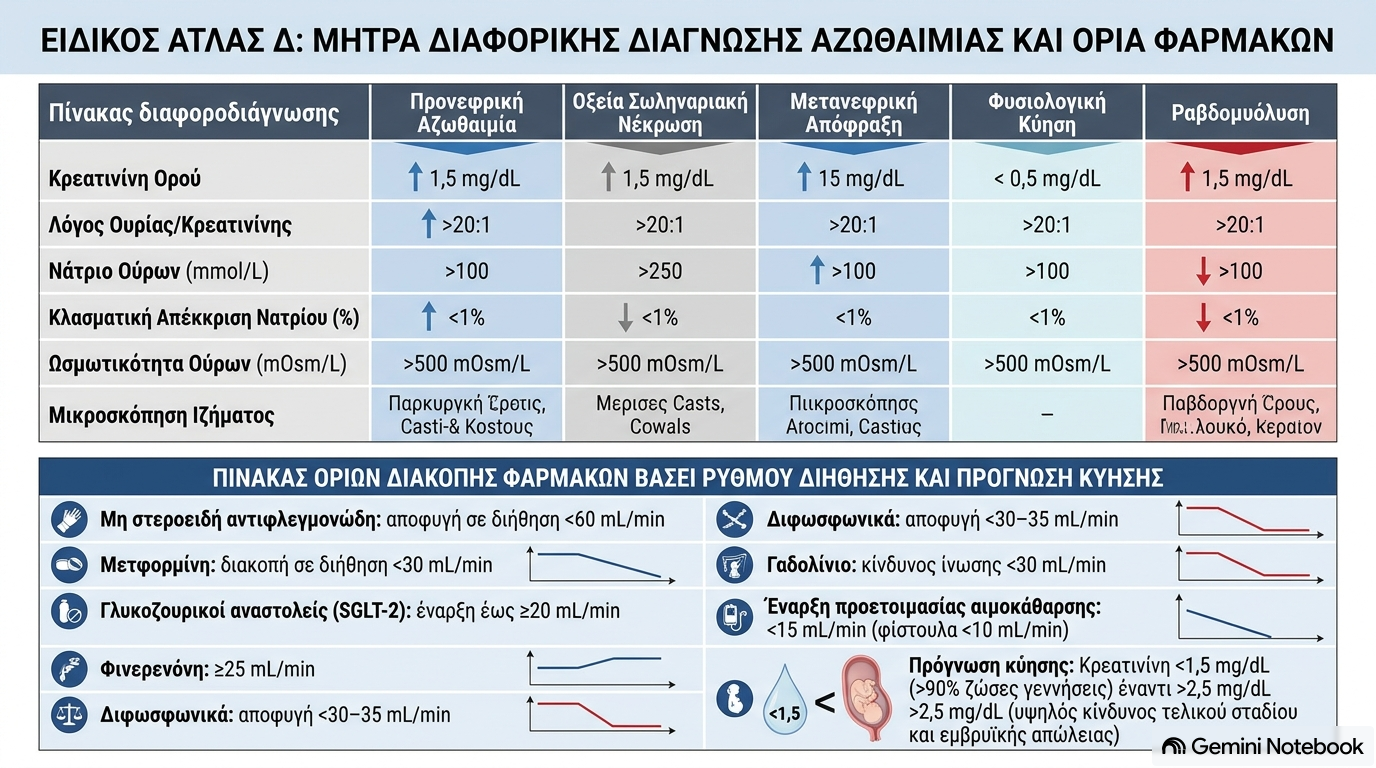 ΕΙΔΙΚΟΣ ΑΤΛΑΣ Δ: ΜΗΤΡΑ ΔΙΑΦΟΡΙΚΗΣ ΔΙΑΓΝΩΣΗΣ ΑΖΩΘΑΙΜΙΑΣ ΚΑΙ ΟΡΙΑ ΦΑΡΜΑΚΩΝ
Πίνακας διαφοροδιάγνωσης
Προνεφρική
Αζωθαιμία
Οξεία Σωληναριακή
Νέκρωση
Μετανεφρική
Απόφραξη
Φυσιολογική
Κύηση
Ραβδομυόλυση
Κρεατινίνη Ορού ↑ 1,5 mg/dL ↑ 1,5 mg/dL ↑ 15 mg/dL < 0,5 mg/dL ↑ 1,5 mg/dL
Λόγος Ουρίας/Κρεατινίνης ↑ >20:1 >20:1 >20:1 >20:1 >20:1
Νάτριο Ούρων (mmol/L) >100 >250 ↑ >100 >100 ↓ >100
Κλασματική Απέκκριση Νατρίου (%) ↑ <1% ↓ <1% <1% <1% ↓ <1%
Ωσμωτικότητα Ούρων (mOsm/L) >500 mOsm/L >500 mOsm/L >500 mOsm/L >500 mOsm/L >500 mOsm/L
Μικροσκόπηση Ιζήματος
Casts,
Cowals
–
ΠΙΝΑΚΑΣ ΟΡΙΩΝ ΔΙΑΚΟΠΗΣ ΦΑΡΜΑΚΩΝ ΒΑΣΕΙ ΡΥΘΜΟΥ ΔΙΗΘΗΣΗΣ ΚΑΙ ΠΡΟΓΝΩΣΗ ΚΥΗΣΗΣ
Μη στεροειδή αντιφλεγμονώδη: αποφυγή σε διήθηση <60 mL/min
Μετφορμίνη: διακοπή σε διήθηση <30 mL/min
Γλυκοζουρικοί αναστολείς (SGLT-2): έναρξη έως ≥20 mL/min
Φινερενόνη: ≥25 mL/min
Διφωσφωνικά: αποφυγή <30–35 mL/min
Διφωσφωνικά: αποφυγή <30–35 mL/min
Γαδολίνιο: κίνδυνος ίνωσης <30 mL/min
Έναρξη προετοιμασίας αιμοκάθαρσης:
<15 mL/min (φίστουλα <10 mL/min)
<1,5 <
Πρόγνωση κύησης: Κρεατινίνη <1,5 mg/dL
(>90% ζώσες γεννήσεις) έναντι >2,5 mg/dL
>2,5 mg/dL (υψηλός κίνδυνος τελικού σταδίου
και εμβρυϊκής απώλειας)
Gemini Notebook